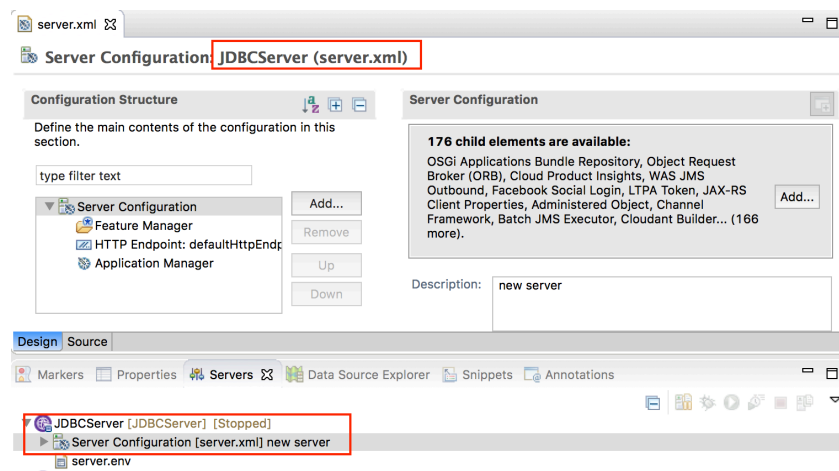 server.xml
Server Configuration: JDBCServer (server.xml)
Configuration Structure
Define the main contents of the configuration in this
section.
type filter text
Server Configuration
Feature Manager
HTTP Endpoint: defaultHttpEndp
Application Manager
Add...
Remove
Up
Down
Server Configuration
176 child elements are available:
OSGi Applications Bundle Repository, Object Request
Broker (ORB), Cloud Product Insights, WAS JMS
Outbound, Facebook Social Login, LTPA Token, JAX-RS
Client Properties, Administered Object, Channel
Framework, Batch JMS Executor, Cloudant Builder... (166
more).
Add...
Description: new server
Design Source
Markers Properties Servers Data Source Explorer Snippets Annotations
JDBCServer [JDBCServer] [Stopped]
Server Configuration [server.xml] new server
server.env